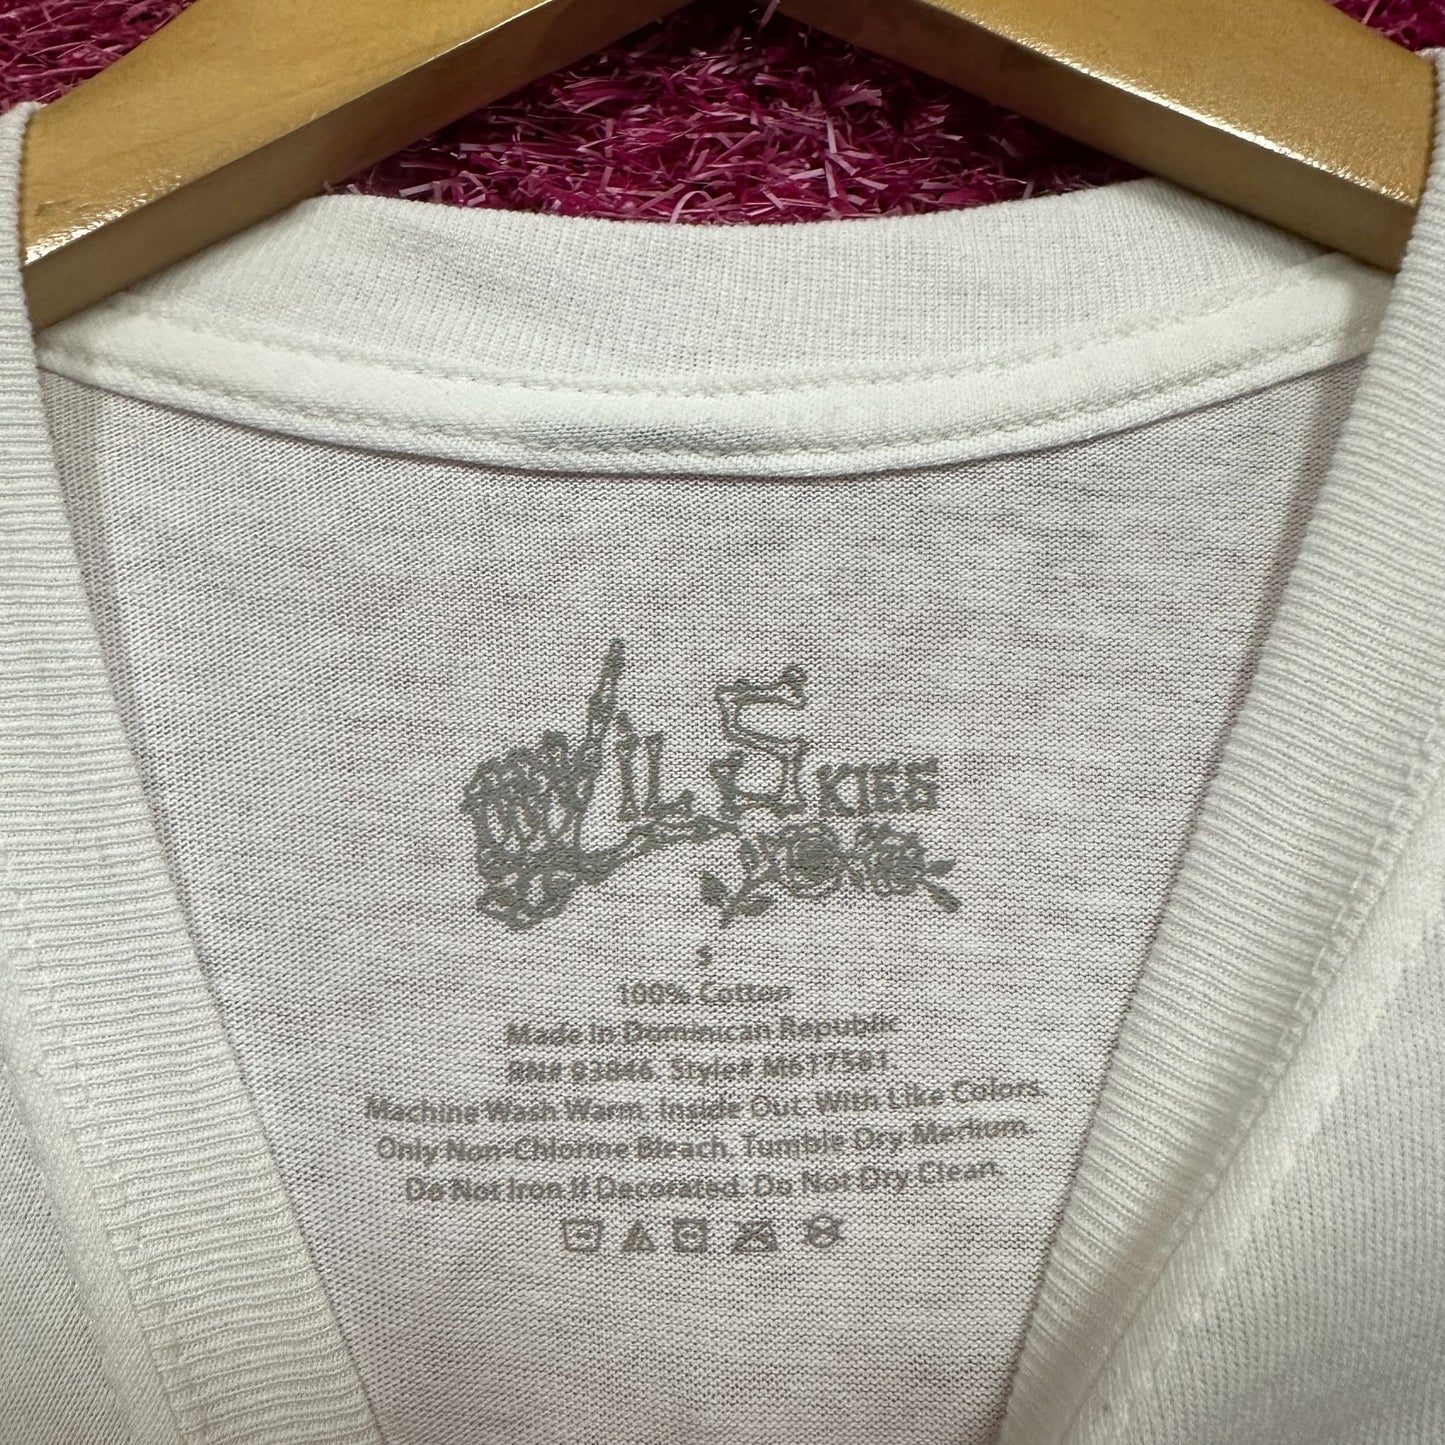 LIL SKIES
S
100% Cotton
Made In Dominican Republic
RN# 93846. Style# M617581.
Machine Wash Warm, Inside Out, With Like Colors.
Only Non-Chlorine Bleach. Tumble Dry Medium.
Do Not Iron If Decorated. Do Not Dry Clean.